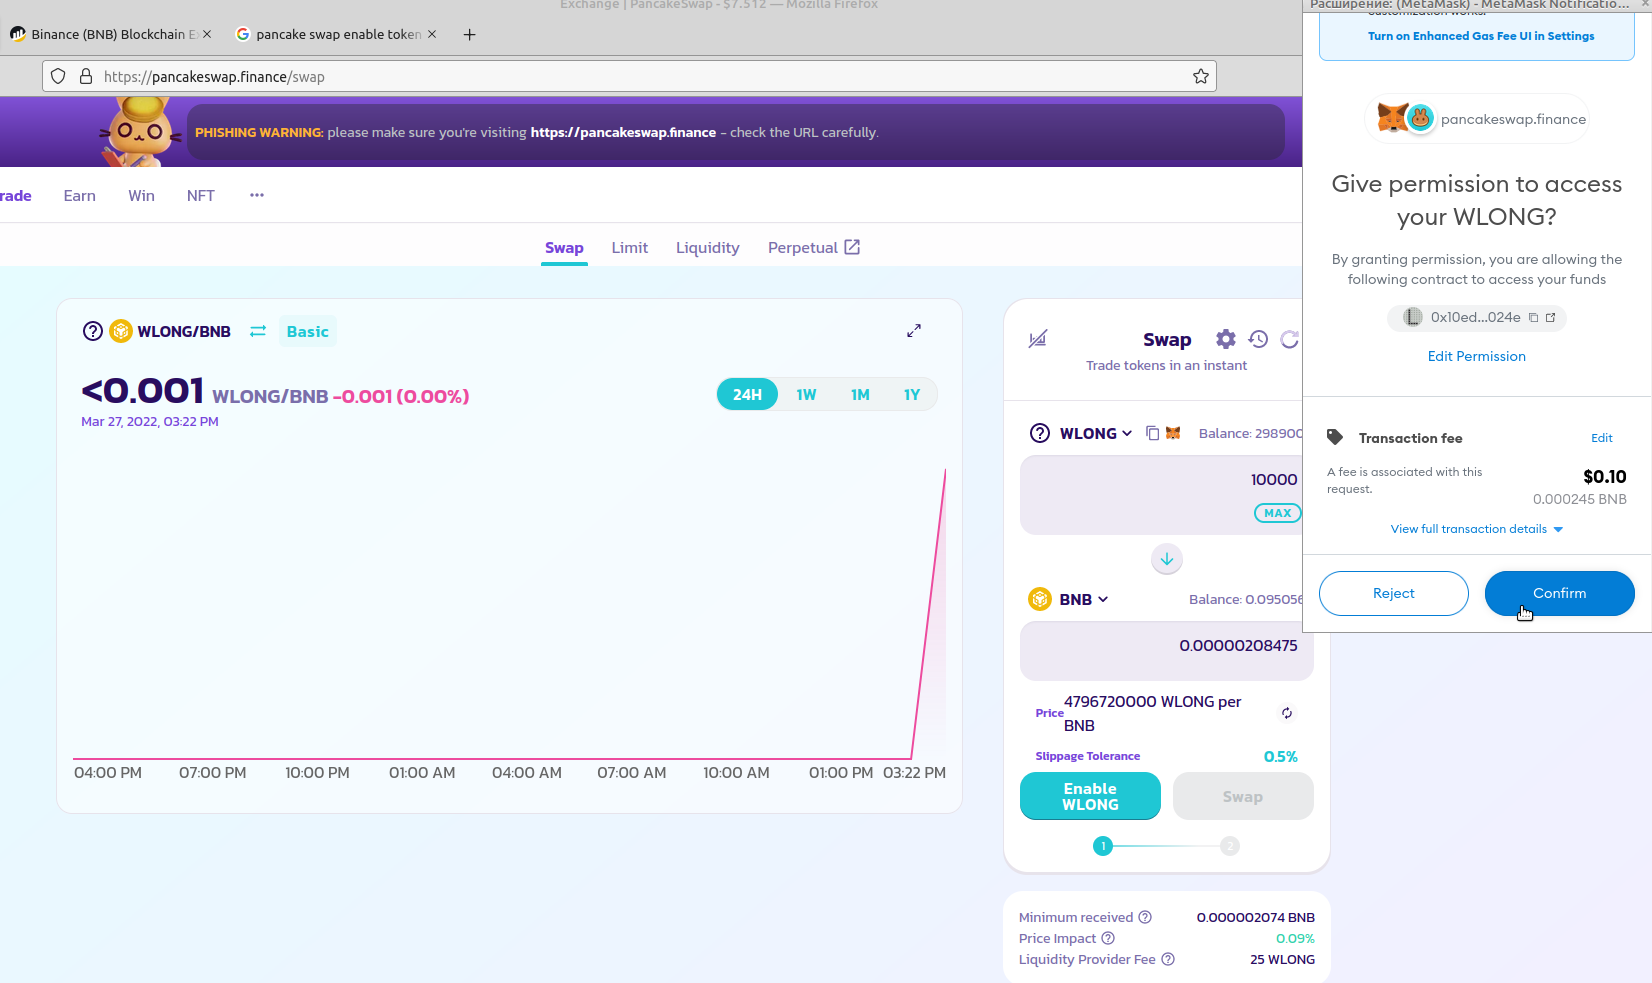 Exchange | PancakeSwap - $7.512 — Mozilla Firefox
Binance (BNB) Blockchain E
pancake swap enable token
https://pancakeswap.finance/swap
PHISHING WARNING: please make sure you're visiting https://pancakeswap.finance - check the URL carefully.
rade Earn Win NFT
Swap Limit Liquidity Perpetual
WLONG/BNB Basic
<0.001 WLONG/BNB -0.001 (0.00%)
Mar 27, 2022, 03:22 PM
24H 1W 1M 1Y
04:00 PM 07:00 PM 10:00 PM 01:00 AM 04:00 AM 07:00 AM 10:00 AM 01:00 PM 03:22 PM
Swap
Trade tokens in an instant
WLONG Balance: 298900
10000
MAX
BNB Balance: 0.095056
0.00000208475
Price 4796720000 WLONG per
BNB
Slippage Tolerance 0.5%
Enable
WLONG
Swap
1 2
Minimum received 0.000002074 BNB
Price Impact 0.09%
Liquidity Provider Fee 25 WLONG
Расширение: (MetaMask) - MetaMask Notificatio...
customization works.
Turn on Enhanced Gas Fee UI in Settings
pancakeswap.finance
Give permission to access
your WLONG?
By granting permission, you are allowing the
following contract to access your funds
0x10ed...024e
Edit Permission
Transaction fee Edit
A fee is associated with this
request.
$0.10
0.000245 BNB
View full transaction details
Reject Confirm